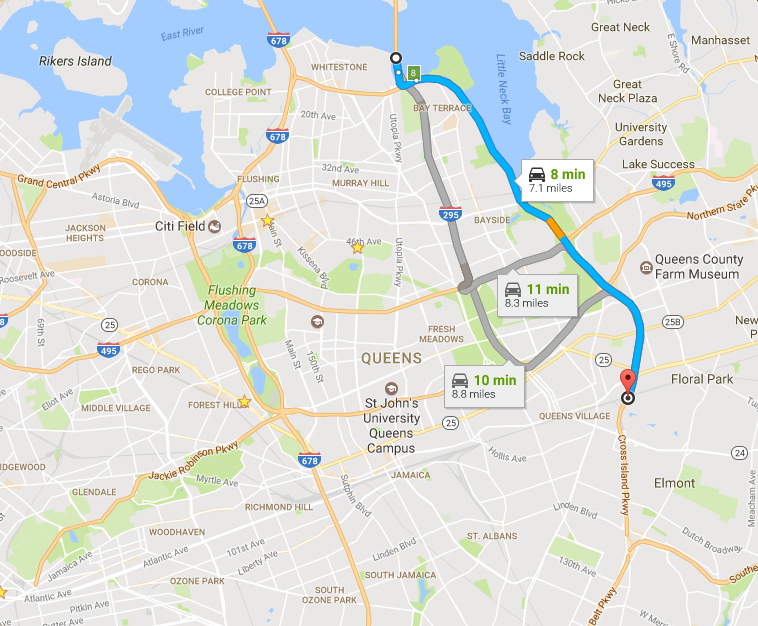 Hicks
Great Neck
678
East River
E Shore Rd
Manhasset
Rikers Island
Saddle Rock
WHITESTONE
8
Little Neck Bay
COLLEGE POINT
Great
Neck Plaza
BAY TERRACE
20th Ave
Utopia Pkwy
University
Gardens
678
32nd Ave
Lake Success
Grand Central Pkwy
FLUSHING
MURRAY HILL
8 min
7.1 miles
495
Astoria Blvd
25A
295
BAYSIDE
Northern State Pk
Citi Field
Main St
JACKSON
HEIGHTS
678
46th Ave
Utopia Pkwy
OODSIDE
Kissena Blvd
Queens County
Farm Museum
Roosevelt Ave
CORONA
Flushing
Meadows
Corona Park
11 min
8.3 miles
69th St
25
25B
New
P
FRESH
MEADOWS
495
Main St
150th St
QUEENS
25
REGO PARK
10 min
8.8 miles
Floral Park
Eliot Ave
MIDDLE VILLAGE
FOREST HILLS
St John's
University
Queens
Campus
QUEENS VILLAGE
25
Cross Island Pkwy
Hollis Ave
24
IDGEWOOD
Jackie Robinson Pkwy
678
JAMAICA
Myrtle Ave
Sutphin Blvd
Elmont
GLENDALE
Meacham Ave
RICHMOND HILL
Linden Blvd
WOODHAVEN
ST. ALBANS
Dutch Broadway
101st Ave
Atlantic Ave
Linden Blvd
Jamaica Ave
Liberty Ave
130th Ave
OZONE PARK
SOUTH JAMAICA
Southe
Atlantic Ave
SOUTH
OZONE PARK
Pitkin Ave
Belt Pkwy
Sutter Ave
W Merr